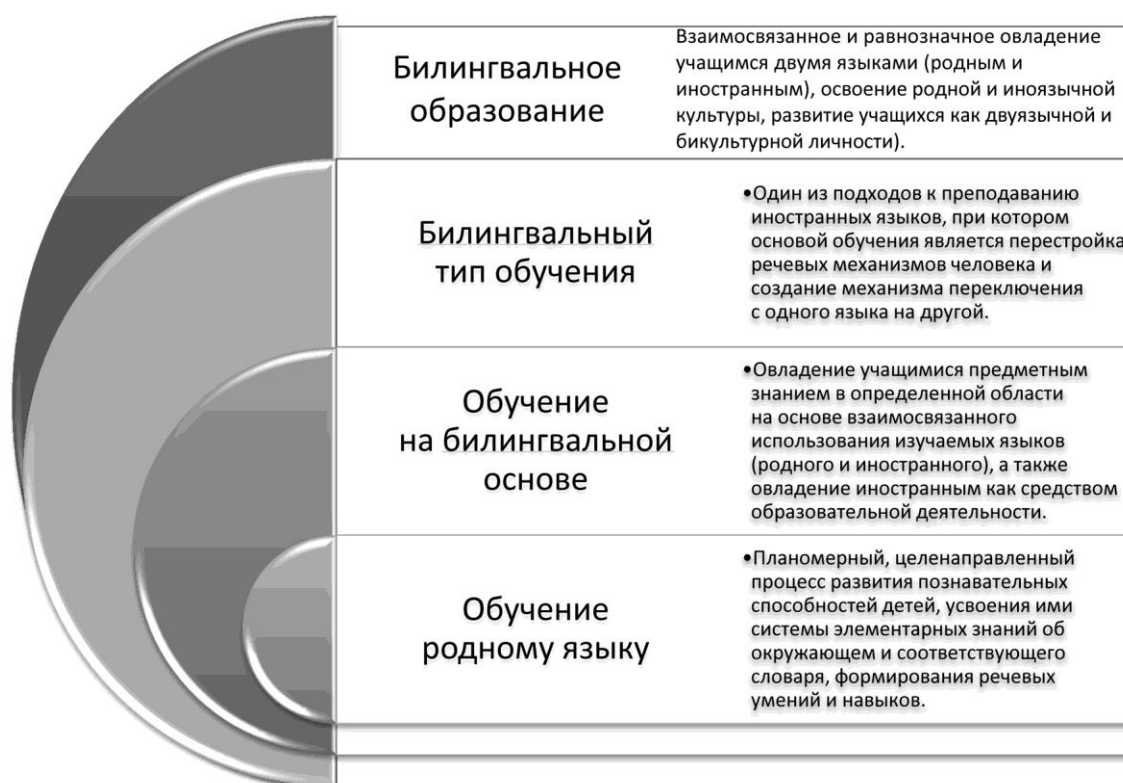 Билингвальное
образование
Взаимосвязанное и равнозначное овладение
учащимся двумя языками (родным и
иностранным), освоение родной и иноязычной
культуры, развитие учащихся как двуязычной и
бикультурной личности).
Билингвальный
тип обучения
•Один из подходов к преподаванию
иностранных языков, при котором
основой обучения является перестройка
речевых механизмов человека и
создание механизма переключения
с одного языка на другой.
Обучение
на билингвальной
основе
•Овладение учащимися предметным
знанием в определенной области
на основе взаимосвязанного
использования изучаемых языков
(родного и иностранного), а также
овладение иностранным как средством
образовательной деятельности.
Обучение
родному языку
•Планомерный, целенаправленный
процесс развития познавательных
способностей детей, усвоения ими
системы элементарных знаний об
окружающем и соответствующего
словаря, формирования речевых
умений и навыков.